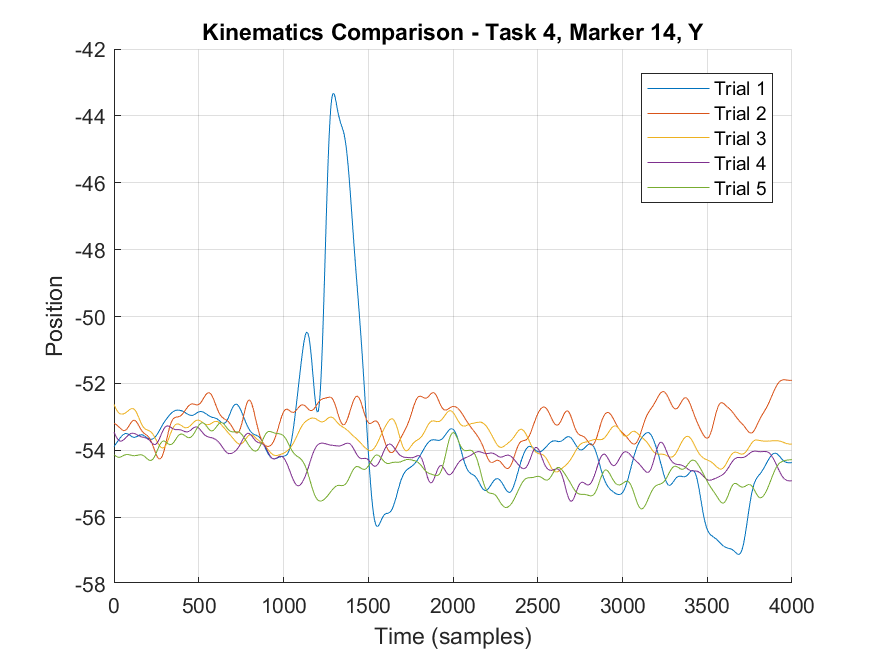 Kinematics Comparison - Task 4, Marker 14, Y
-42
-44
-46
-48
-50
-52
-54
-56
-58
Position
0 500 1000 1500 2000 2500 3000 3500 4000
Time (samples)
Trial 1
Trial 2
Trial 3
Trial 4
Trial 5